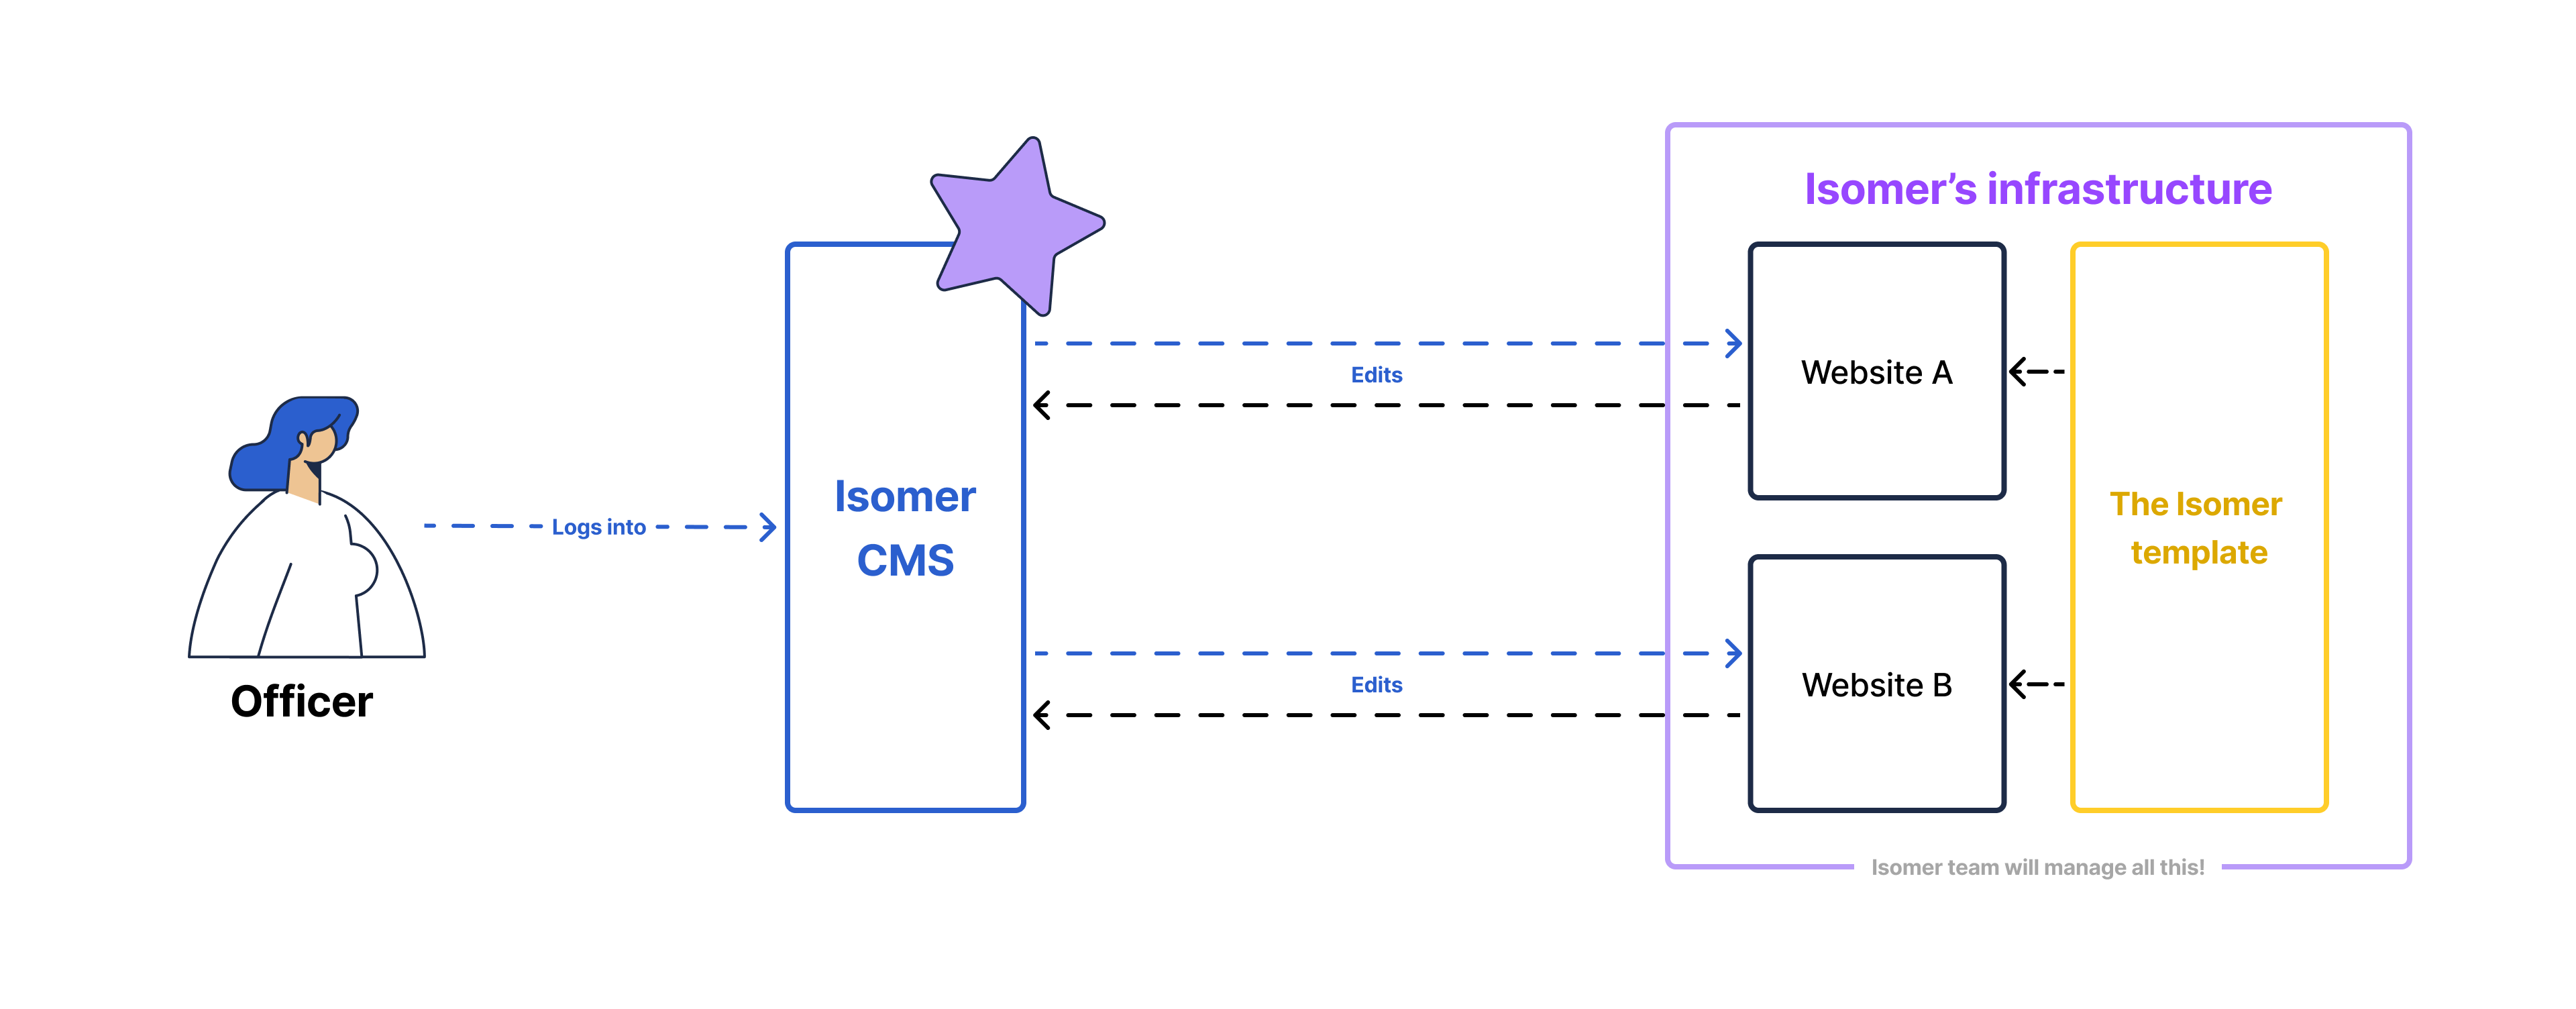 Isomer’s infrastructure
Website A
Edits
Isomer
CMS
The Isomer
template
Logs into
Website B
Edits
Officer
Isomer team will manage all this!